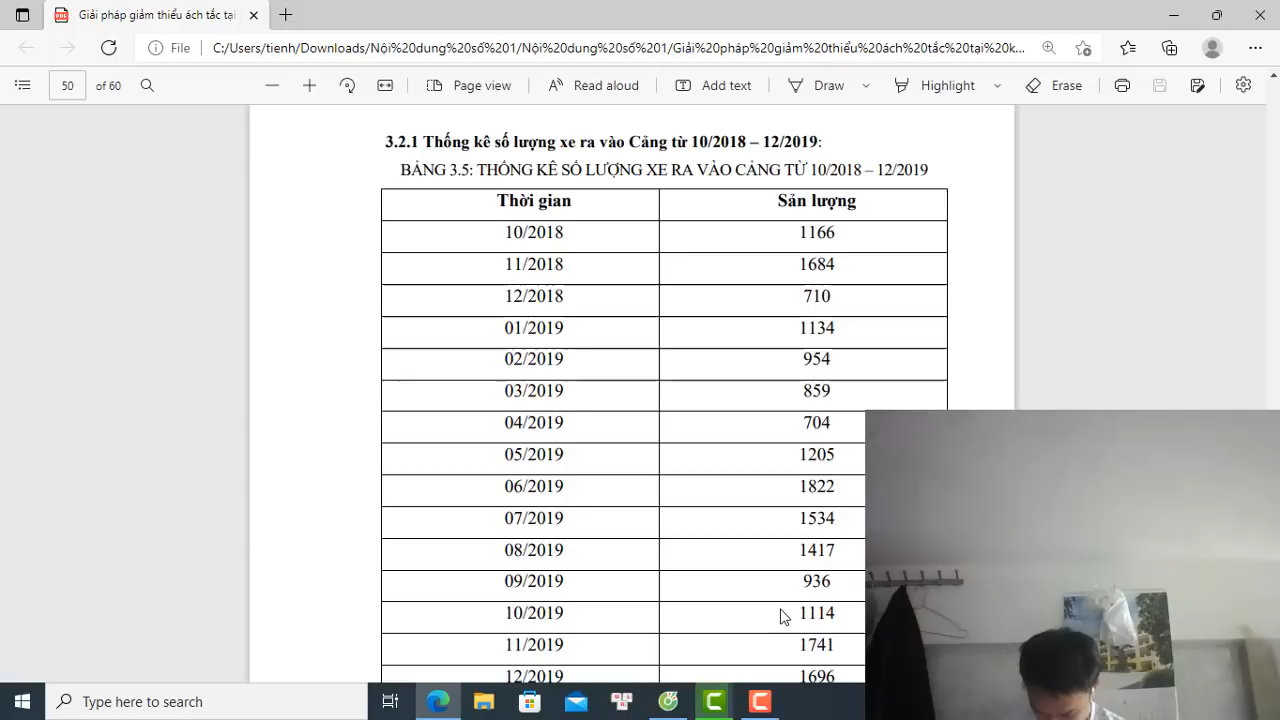 Giải pháp giảm thiểu ách tắc tại
File
C:/Users/tienh/Downloads/Nội%20dung%20số%201/Nội%20dung%20số%201/Giải%20pháp%20giảm%20thiểu%20ách%20tắc%20tại%20k...
50 of 60
Page view
Read aloud
Add text
Draw
Highlight
Erase
3.2.1 Thống kê số lượng xe ra vào Cảng từ 10/2018 – 12/2019:
BẢNG 3.5: THỐNG KÊ SỐ LƯỢNG XE RA VÀO CẢNG TỪ 10/2018 – 12/2019
Thời gian Sản lượng
10/2018 1166
11/2018 1684
12/2018 710
01/2019 1134
02/2019 954
03/2019 859
04/2019 704
05/2019 1205
06/2019 1822
07/2019 1534
08/2019 1417
09/2019 936
10/2019 1114
11/2019 1741
12/2019 1696
Type here to search